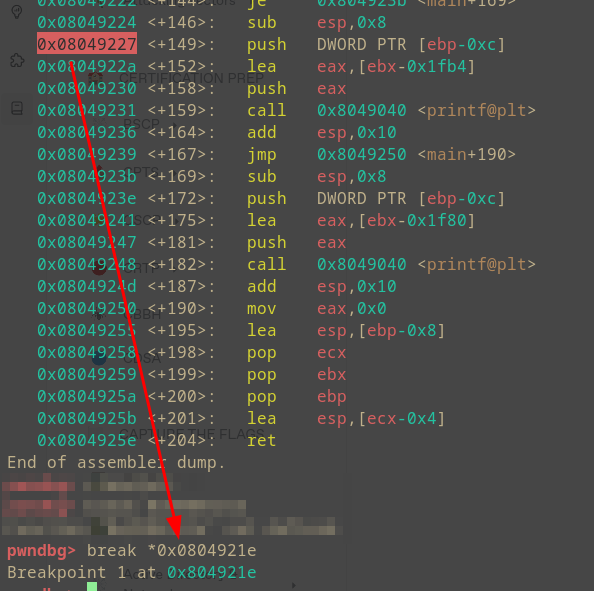 0x08049222 <+144>: je 0x804923b <main+169>
0x08049224 <+146>: sub esp,0x8
0x08049227 <+149>: push DWORD PTR [ebp-0xc]
0x0804922a <+152>: lea eax,[ebx-0x1fb4]
CERTIFICATION PREP
0x08049230 <+158>: push eax
0x08049231 <+159>: call 0x8049040 <printf@plt>
0x08049236 <+164>: add esp,0x10
0x08049239 <+167>: jmp 0x8049250 <main+190>
0x0804923b <+169>: sub esp,0x8
0x0804923e <+172>: push DWORD PTR [ebp-0xc]
0x08049241 <+175>: lea eax,[ebx-0x1f80]
0x08049247 <+181>: push eax
0x08049248 <+182>: call 0x8049040 <printf@plt>
0x0804924d <+187>: add esp,0x10
0x08049250 <+190>: mov eax,0x0
0x08049255 <+195>: lea esp,[ebp-0x8]
0x08049258 <+198>: pop ecx
0x08049259 <+199>: pop ebx
0x0804925a <+200>: pop ebp
0x0804925b <+201>: lea esp,[ecx-0x4]
CAPTURE THE FLAGS
0x0804925e <+204>: ret
End of assembler dump.
pwndbg> break *0x0804921e
Breakpoint 1 at 0x804921e